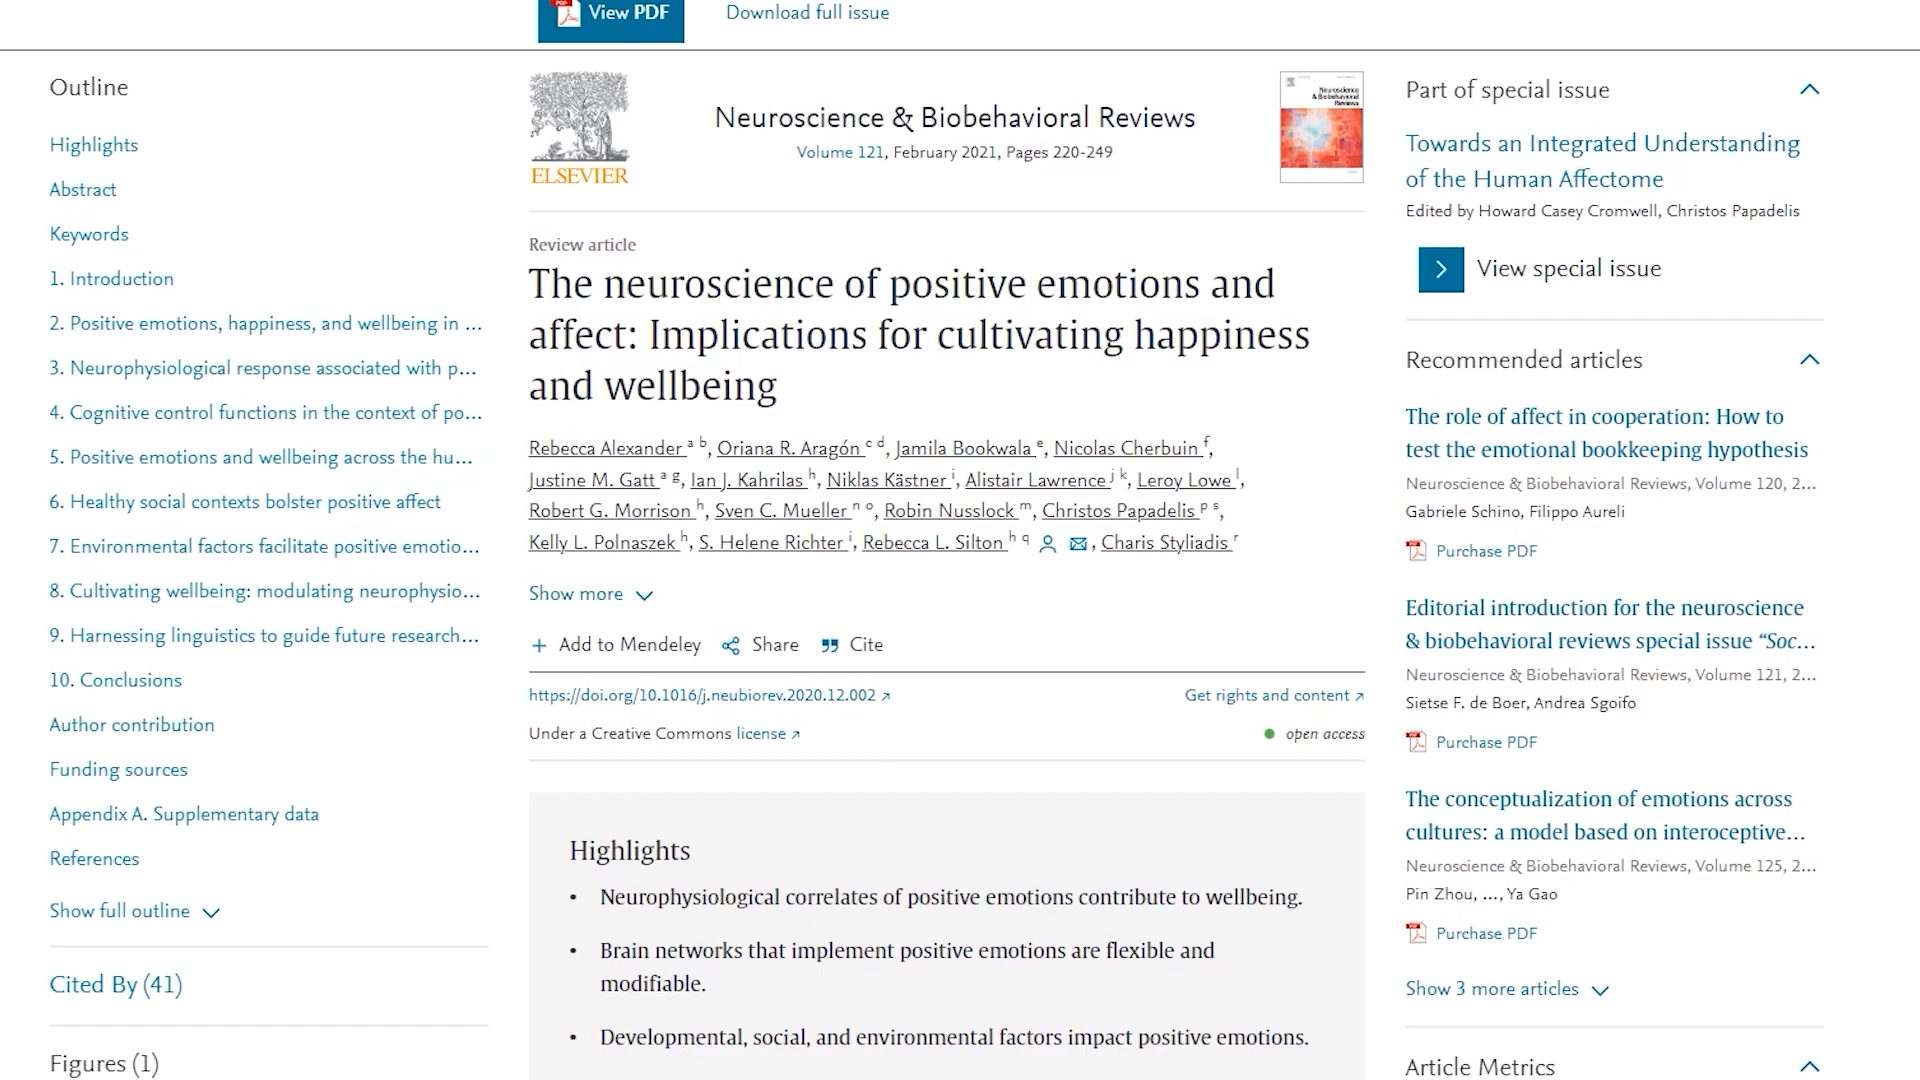 View PDF
Download full issue
Outline
Highlights
Abstract
Keywords
1. Introduction
2. Positive emotions, happiness, and wellbeing in ...
3. Neurophysiological response associated with p...
4. Cognitive control functions in the context of po...
5. Positive emotions and wellbeing across the hu...
6. Healthy social contexts bolster positive affect
7. Environmental factors facilitate positive emotio...
8. Cultivating wellbeing: modulating neurophysio...
9. Harnessing linguistics to guide future research...
10. Conclusions
Author contribution
Funding sources
Appendix A. Supplementary data
References
Show full outline
Cited By (41)
Figures (1)
ELSEVIER
Neuroscience & Biobehavioral Reviews
Volume 121, February 2021, Pages 220-249
Neuroscience
& Biobehavioral
Reviews
Review article
The neuroscience of positive emotions and
affect: Implications for cultivating happiness
and wellbeing
Rebecca Alexander a b, Oriana R. Aragón c d, Jamila Bookwala e, Nicolas Cherbuin f,
Justine M. Gatt a g, Ian J. Kahrilas h, Niklas Kästner i, Alistair Lawrence j k, Leroy Lowe l,
Robert G. Morrison h, Sven C. Mueller n o, Robin Nusslock m, Christos Papadelis p s,
Kelly L. Polnaszek h, S. Helene Richter i, Rebecca L. Silton h q, Charis Styliadis r
Show more
Add to Mendeley Share Cite
https://doi.org/10.1016/j.neubiorev.2020.12.002
Get rights and content
Under a Creative Commons license
open access
Highlights
• Neurophysiological correlates of positive emotions contribute to wellbeing.
• Brain networks that implement positive emotions are flexible and
modifiable.
• Developmental, social, and environmental factors impact positive emotions.
Part of special issue
Towards an Integrated Understanding
of the Human Affectome
Edited by Howard Casey Cromwell, Christos Papadelis
View special issue
Recommended articles
The role of affect in cooperation: How to
test the emotional bookkeeping hypothesis
Neuroscience & Biobehavioral Reviews, Volume 120, 2...
Gabriele Schino, Filippo Aureli
Purchase PDF
Editorial introduction for the neuroscience
& biobehavioral reviews special issue “Soc...
Neuroscience & Biobehavioral Reviews, Volume 121, 2...
Sietse F. de Boer, Andrea Sgoifo
Purchase PDF
The conceptualization of emotions across
cultures: a model based on interoceptive...
Neuroscience & Biobehavioral Reviews, Volume 125, 2...
Pin Zhou, ..., Ya Gao
Purchase PDF
Show 3 more articles
Article Metrics